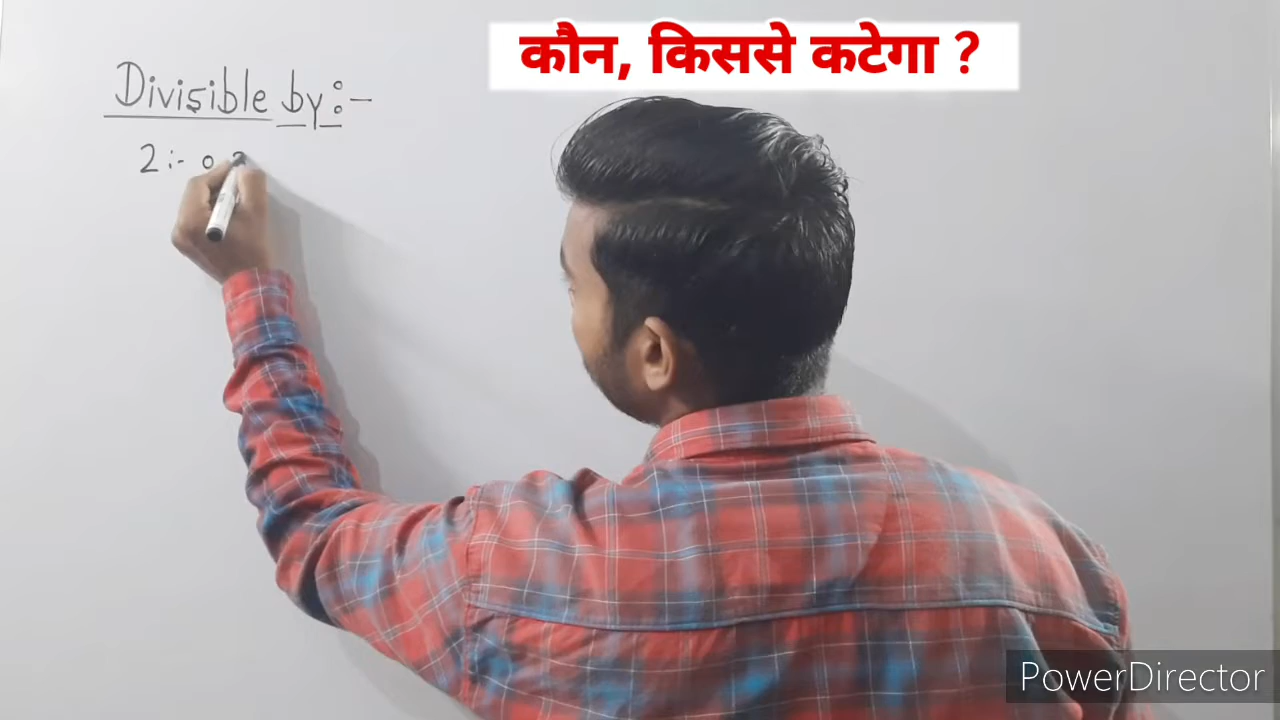 कौन, किससे कटेगा ?
Divisible by:-
2:- 0
PowerDirector